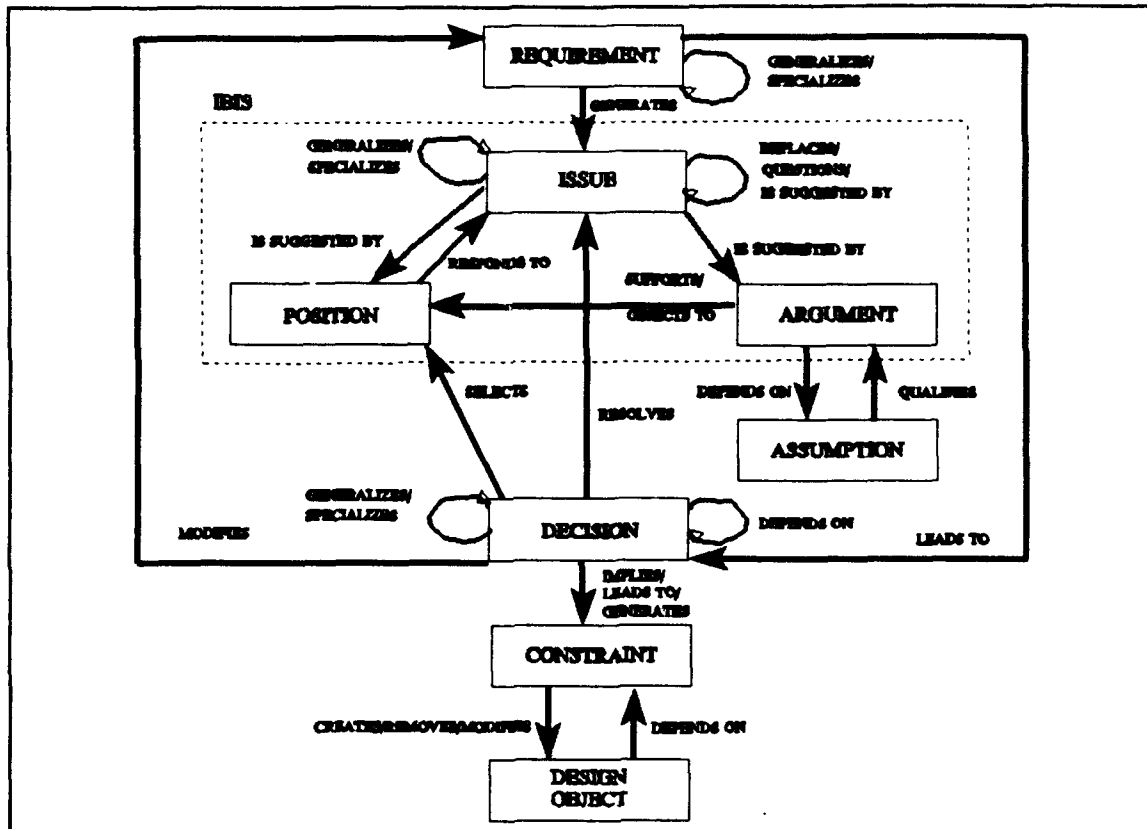 REQUIREMENT
GENERALIZES/
SPECIALIZES
GENERATES
IBIS
GENERALIZES/
SPECIALIZES
ISSUE
REPLACES/
QUESTIONS/
IS SUGGESTED BY
IS SUGGESTED BY
RESPONDS TO
IS SUGGESTED BY
SUPPORTS/
OBJECTS TO
POSITION
ARGUMENT
SELECTS
RESOLVES
DEPENDS ON
QUALIFIES
ASSUMPTION
GENERALIZES/
SPECIALIZES
DECISION
DEPENDS ON
MODIFIES
LEADS TO
IMPLIES/
LEADS TO/
GENERATES
CONSTRAINT
CREATE/REMOVE/MODIFIES
DEPENDS ON
DESIGN
OBJECT